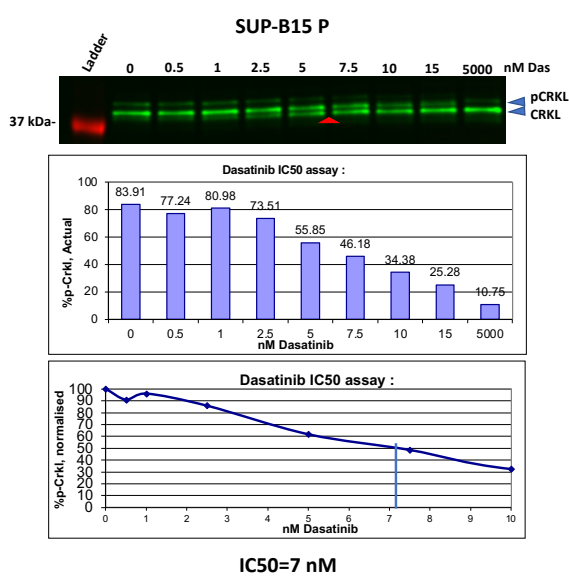 SUP-B15 P
Ladder
0 0.5 1 2.5 5 7.5 10 15 5000 nM Das
pCRKL
CRKL
37 kDa-
Dasatinib IC50 assay :
%p-Crkl, Actual
100
80
60
40
20
0
83.91 77.24 80.98 73.51 55.85 46.18 34.38 25.28 10.75
0 0.5 1 2.5 5 7.5 10 15 5000
nM Dasatinib
Dasatinib IC50 assay :
%p-Crkl, normalised
100
90
80
70
60
50
40
30
20
10
0
0 1 2 3 4 5 6 7 8 9 10
nM Dasatinib
IC50=7 nM